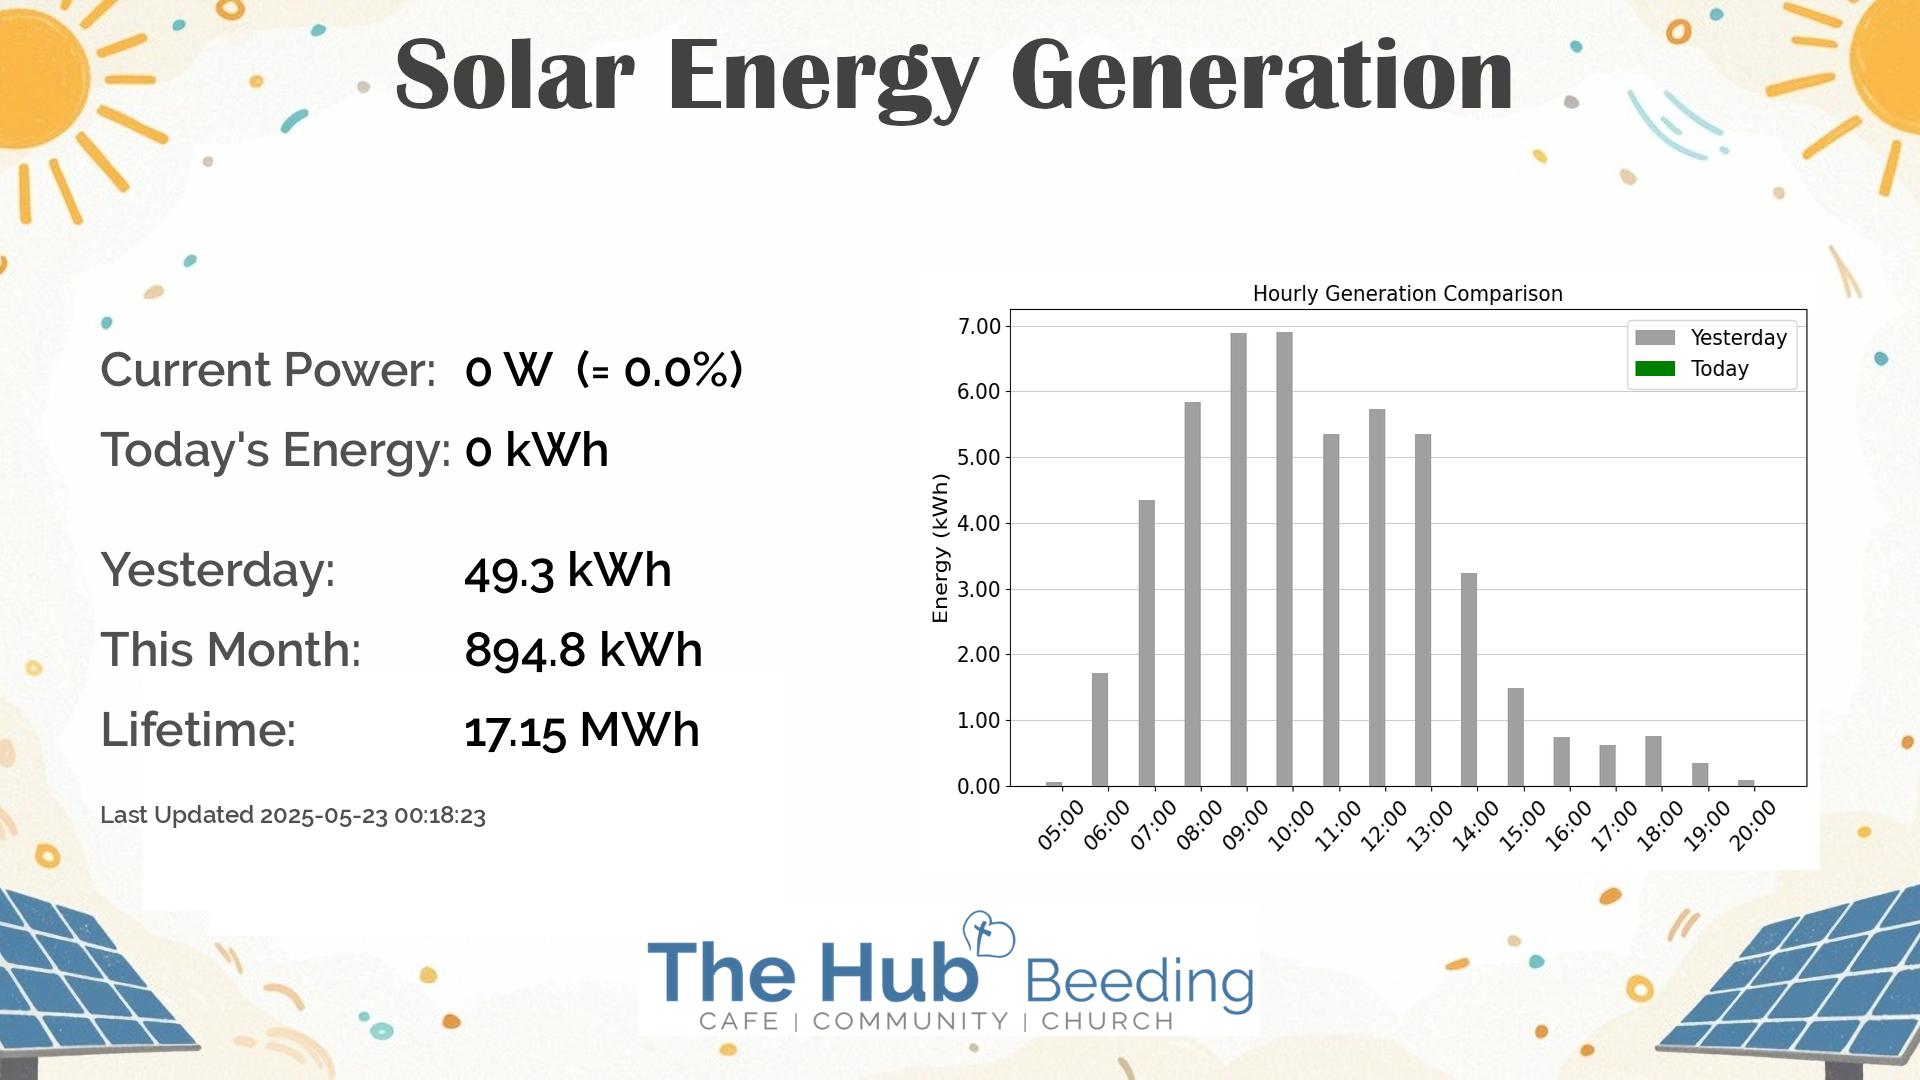 Solar Energy Generation
Current Power: 0 W (= 0.0%)
Today's Energy: 0 kWh
Yesterday: 49.3 kWh
This Month: 894.8 kWh
Lifetime: 17.15 MWh
Last Updated 2025-05-23 00:18:23
Hourly Generation Comparison
Yesterday
Today
Energy (kWh)
7.00
6.00
5.00
4.00
3.00
2.00
1.00
0.00
05:00 06:00 07:00 08:00 09:00 10:00 11:00 12:00 13:00 14:00 15:00 16:00 17:00 18:00 19:00 20:00
The Hub Beeding
CAFE | COMMUNITY | CHURCH